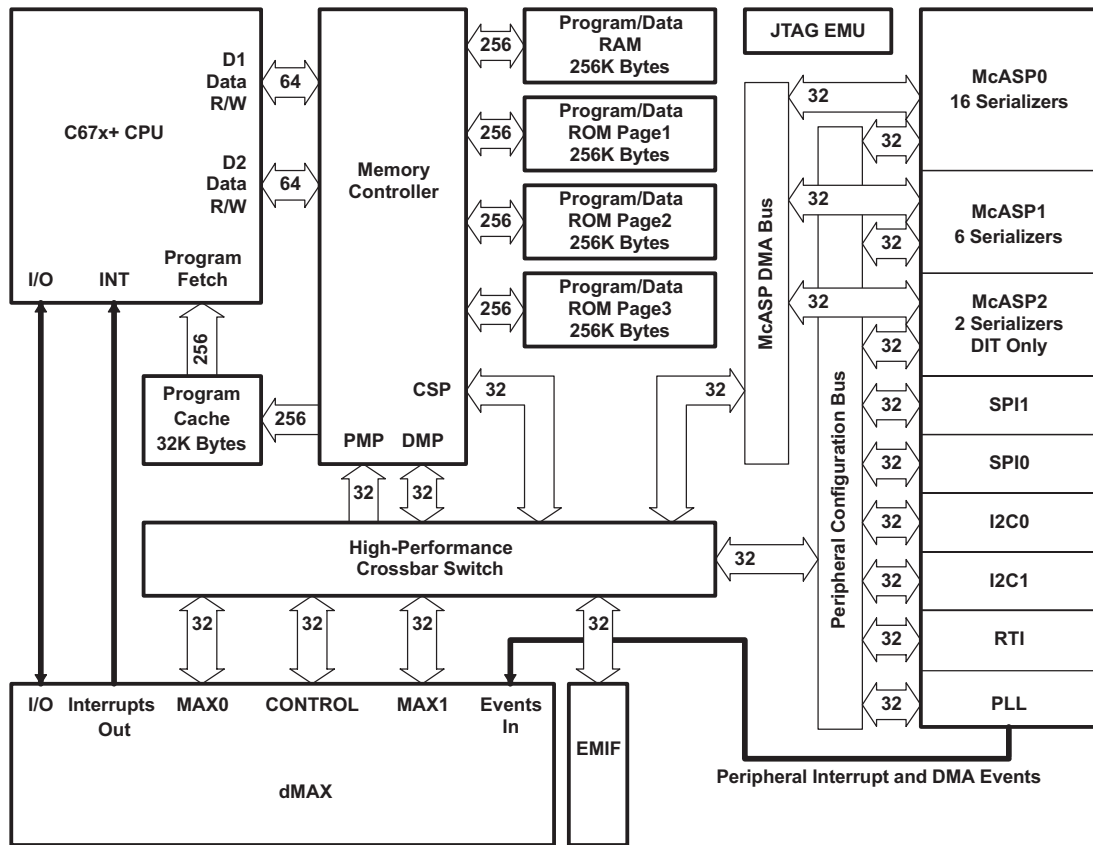 C67x+ CPU
D1
Data
R/W
64
D2
Data
R/W
64
Program
Fetch
I/O
INT
256
Program
Cache
32K Bytes
256
Memory
Controller
CSP
PMP
DMP
32
32
32
256
Program/Data
RAM
256K Bytes
256
Program/Data
ROM Page1
256K Bytes
256
Program/Data
ROM Page2
256K Bytes
256
Program/Data
ROM Page3
256K Bytes
JTAG EMU
McASP DMA Bus
32
32
32
32
Peripheral Configuration Bus
32
32
32
32
32
32
32
32
32
32
McASP0
16 Serializers
McASP1
6 Serializers
McASP2
2 Serializers
DIT Only
SPI1
SPI0
I2C0
I2C1
RTI
PLL
High-Performance
Crossbar Switch
32
32
32
32
I/O
Interrupts
Out
MAX0
CONTROL
MAX1
Events
In
dMAX
EMIF
Peripheral Interrupt and DMA Events